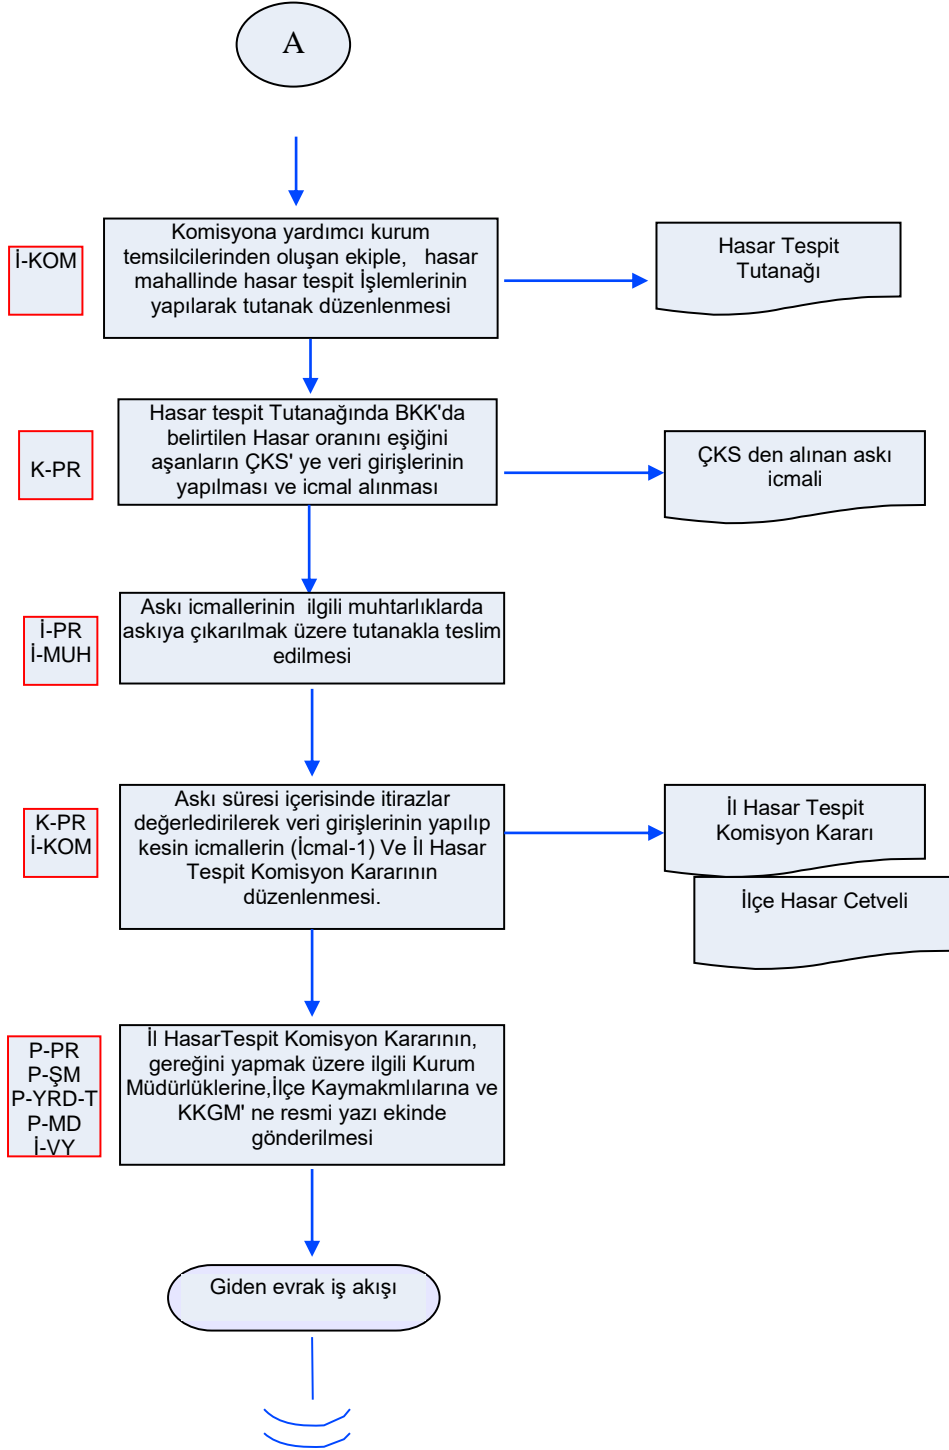 A
İ-KOM
Komisyona yardımcı kurum
temsilcilerinden oluşan ekiple, hasar
mahallinde hasar tespit İşlemlerinin
yapılarak tutanak düzenlenmesi
Hasar Tespit
Tutanağı
K-PR
Hasar tespit Tutanağında BKK'da
belirtilen Hasar oranını eşiğini
aşanların ÇKS' ye veri girişlerinin
yapılması ve icmal alınması
ÇKS den alınan askı
icmali
İ-PR
İ-MUH
Askı icmallerinin ilgili muhtarlıklarda
askıya çıkarılmak üzere tutanakla teslim
edilmesi
K-PR
İ-KOM
Askı süresi içerisinde itirazlar
değerledirilerek veri girişlerinin yapılıp
kesin icmallerin (İcmal-1) Ve İl Hasar
Tespit Komisyon Kararının
düzenlenmesi.
İl Hasar Tespit
Komisyon Kararı
İlçe Hasar Cetveli
P-PR
P-ŞM
P-YRD-T
P-MD
İ-VY
İl HasarTespit Komisyon Kararının,
gereğini yapmak üzere ilgili Kurum
Müdürlüklerine,İlçe Kaymakmlılarına ve
KKGM' ne resmi yazı ekinde
gönderilmesi
Giden evrak iş akışı